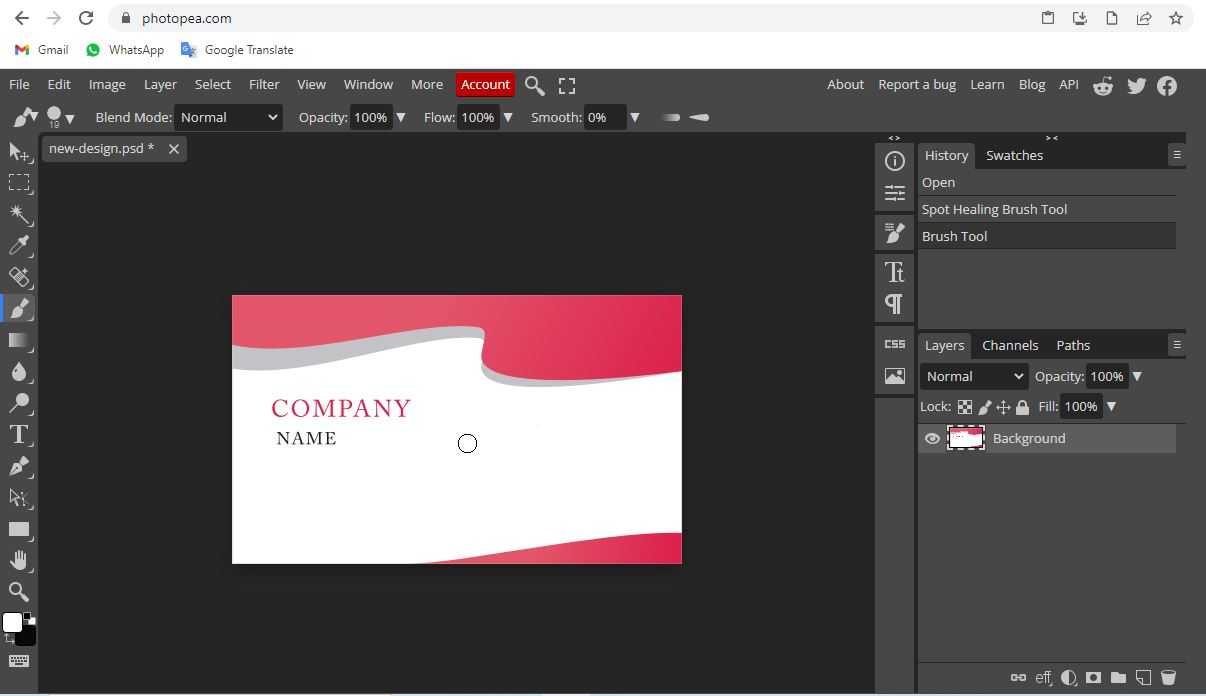 photopea.com
Gmail WhatsApp Google Translate
File Edit Image Layer Select Filter View Window More Account About Report a bug Learn Blog API
19 Blend Mode: Normal Opacity: 100% Flow: 100% Smooth: 0%
new-design.psd *
< > > <
History Swatches
Open
Spot Healing Brush Tool
Brush Tool
COMPANY
NAME
CSS
Layers Channels Paths
Normal Opacity: 100%
Lock: Fill: 100%
Background
eff